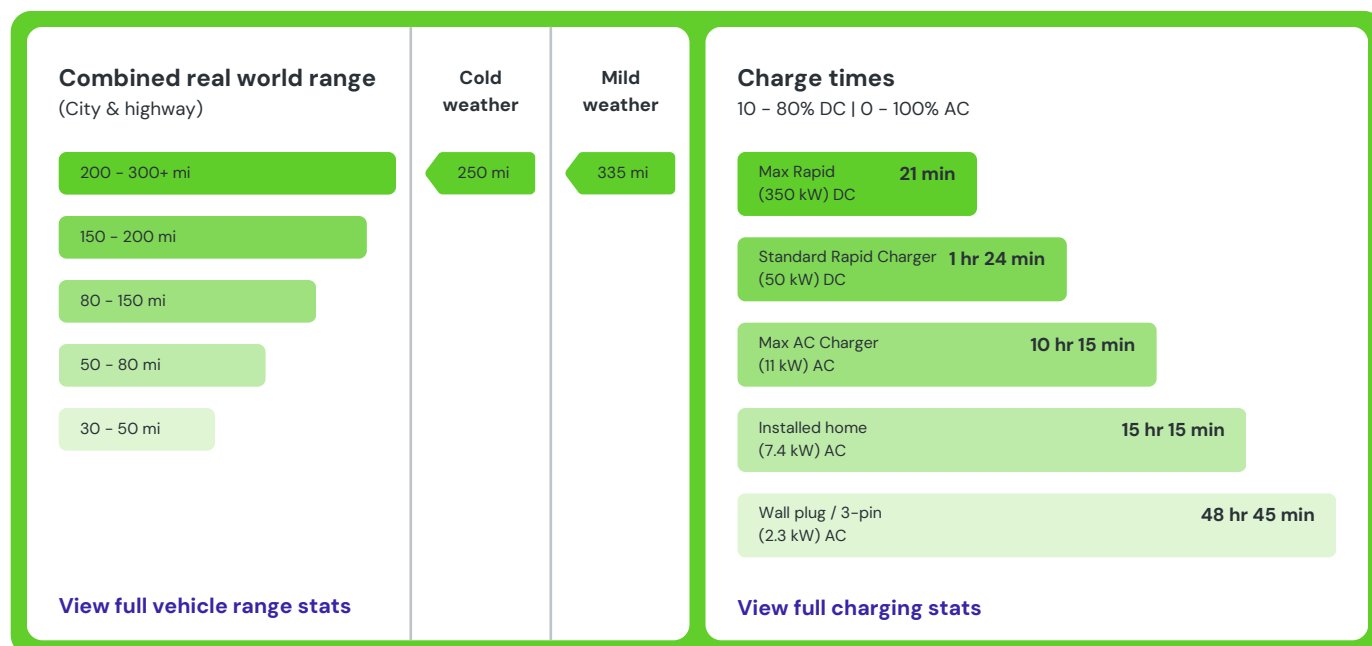 Combined real world range
(City & highway)
Cold
weather
Mild
weather
200 - 300+ mi
250 mi
335 mi
150 - 200 mi
80 - 150 mi
50 - 80 mi
30 - 50 mi
View full vehicle range stats
Charge times
10 - 80% DC | 0 - 100% AC
Max Rapid
(350 kW) DC
21 min
Standard Rapid Charger
(50 kW) DC
1 hr 24 min
Max AC Charger
(11 kW) AC
10 hr 15 min
Installed home
(7.4 kW) AC
15 hr 15 min
Wall plug / 3-pin
(2.3 kW) AC
48 hr 45 min
View full charging stats